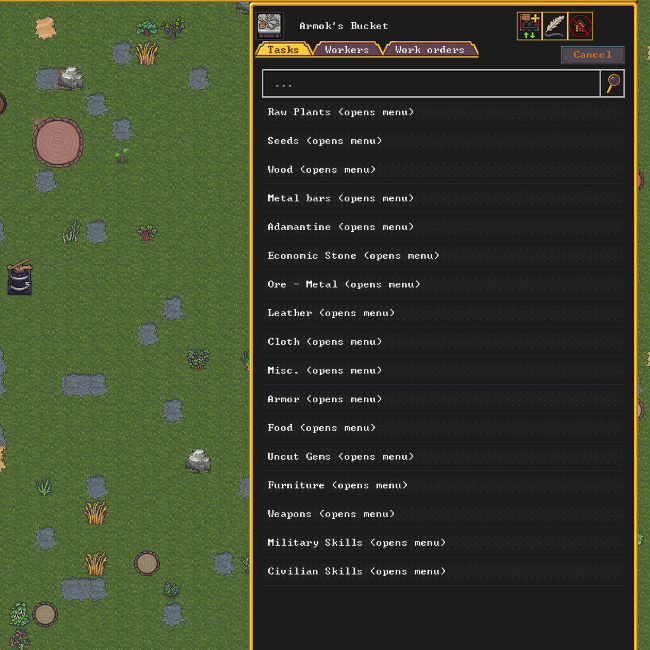 Armok's Bucket
Tasks
Workers
Work orders
Cancel
...
Raw Plants (opens menu)
Seeds (opens menu)
Wood (opens menu)
Metal bars (opens menu)
Adamantine (opens menu)
Economic Stone (opens menu)
Ore - Metal (opens menu)
Leather (opens menu)
Cloth (opens menu)
Misc. (opens menu)
Armor (opens menu)
Food (opens menu)
Uncut Gems (opens menu)
Furniture (opens menu)
Weapons (opens menu)
Military Skills (opens menu)
Civilian Skills (opens menu)